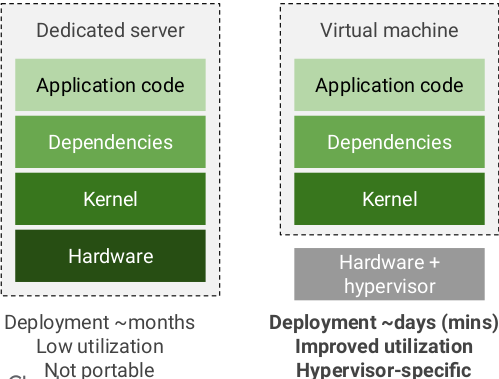 Dedicated server
Application code
Dependencies
Kernel
Hardware
Deployment ~months
Low utilization
Not portable
Virtual machine
Application code
Dependencies
Kernel
Hardware +
hypervisor
Deployment ~days (mins)
Improved utilization
Hypervisor-specific